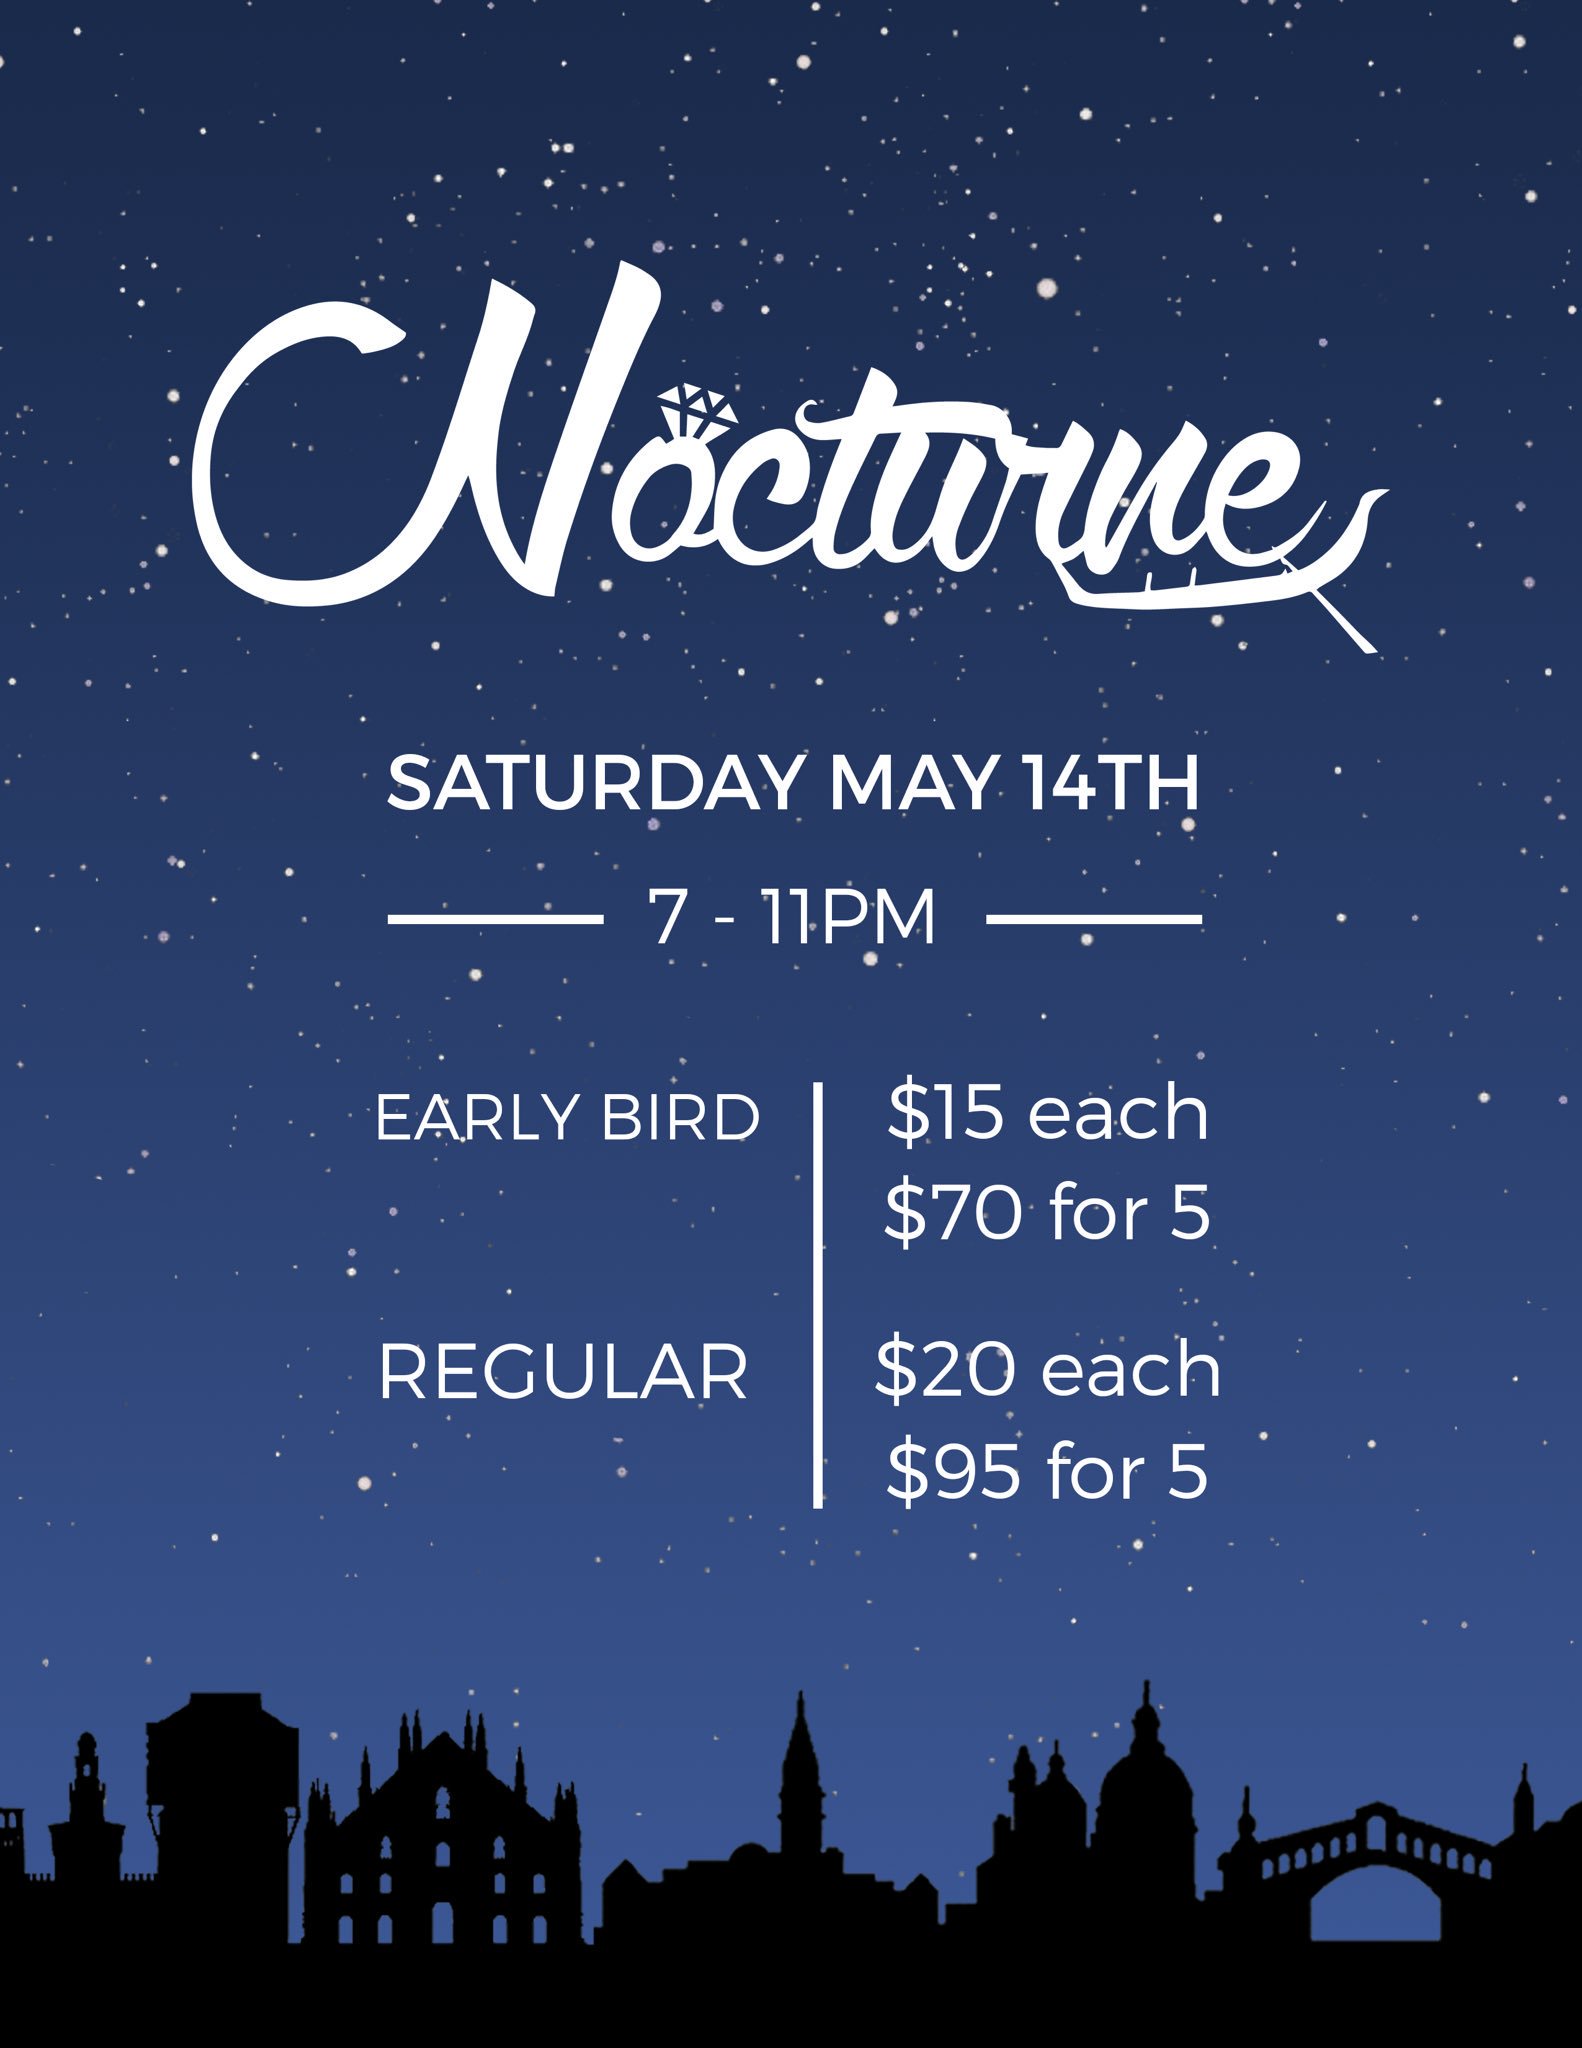 Nocturne
SATURDAY MAY 14TH
7 - 11PM
EARLY BIRD
$15 each
$70 for 5
REGULAR
$20 each
$95 for 5